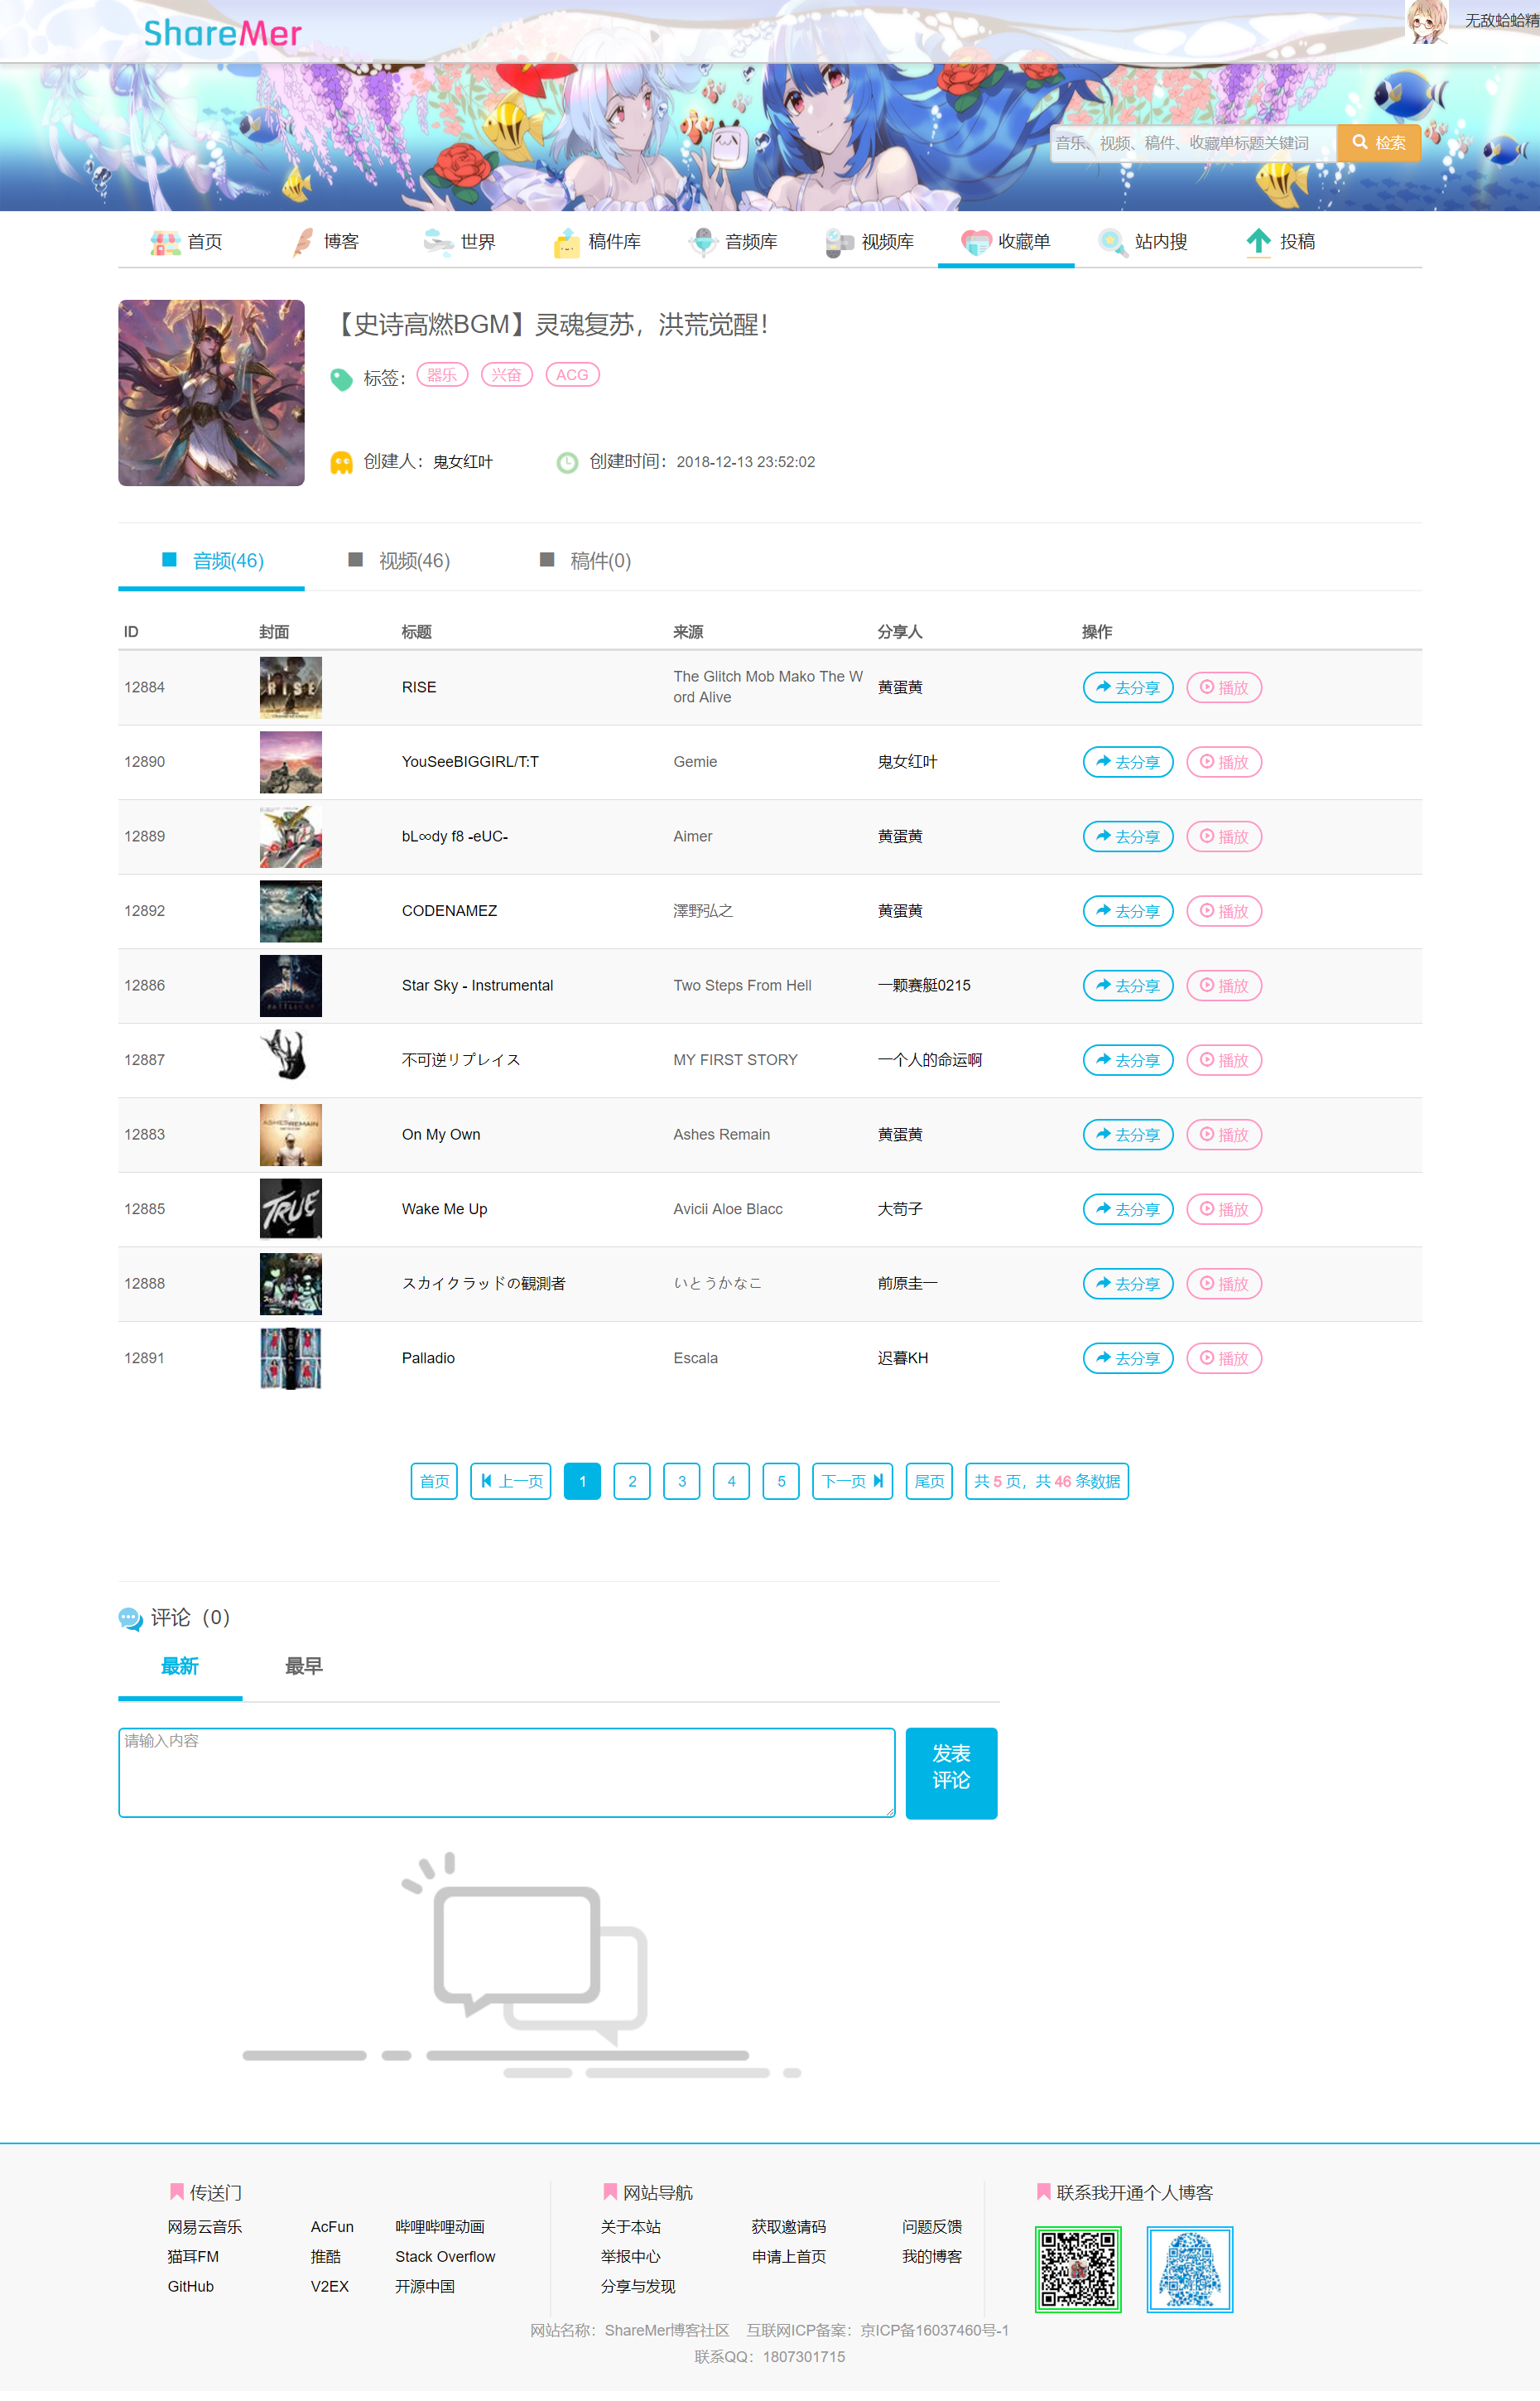 ShareMer
无敌蛤蛤精
音乐、视频、稿件、收藏单标题关键词 检索
首页 博客 世界 稿件库 音频库 视频库 收藏单 站内搜 投稿
【史诗高燃BGM】灵魂复苏，洪荒觉醒！
标签： 器乐 兴奋 ACG
创建人：鬼女红叶 创建时间：2018-12-13 23:52:02
音频(46) 视频(46) 稿件(0)
ID 封面 标题 来源 分享人 操作
12884 RISE RISE The Glitch Mob Mako The W 黄蛋黄 去分享 播放
ord Alive
12890 YouSeeBIGGIRL/T:T Gemie 鬼女红叶 去分享 播放
12889 bL∞dy f8 -eUC- Aimer 黄蛋黄 去分享 播放
12892 CODENAMEZ 澤野弘之 黄蛋黄 去分享 播放
12886 Star Sky - Instrumental Two Steps From Hell 一颗赛艇0215 去分享 播放
12887 不可逆リプレイス MY FIRST STORY 一个人的命运啊 去分享 播放
12883 ASHES REMAIN On My Own Ashes Remain 黄蛋黄 去分享 播放
12885 TRUE Wake Me Up Avicii Aloe Blacc 大苟子 去分享 播放
12888 スカイクラッドの観測者 いとうかなこ 前原圭一 去分享 播放
12891 ESCALA Palladio Escala 迟暮KH 去分享 播放
首页 上一页 1 2 3 4 5 下一页 尾页 共 5 页，共 46 条数据
评论（0）
最新 最早
请输入内容
发表
评论
传送门 网站导航 联系我开通个人博客
网易云音乐 AcFun 哔哩哔哩动画 关于本站 获取邀请码 问题反馈
猫耳FM 推酷 Stack Overflow 举报中心 申请上首页 我的博客
GitHub V2EX 开源中国 分享与发现
网站名称：ShareMer博客社区 互联网ICP备案：京ICP备16037460号-1
联系QQ：1807301715